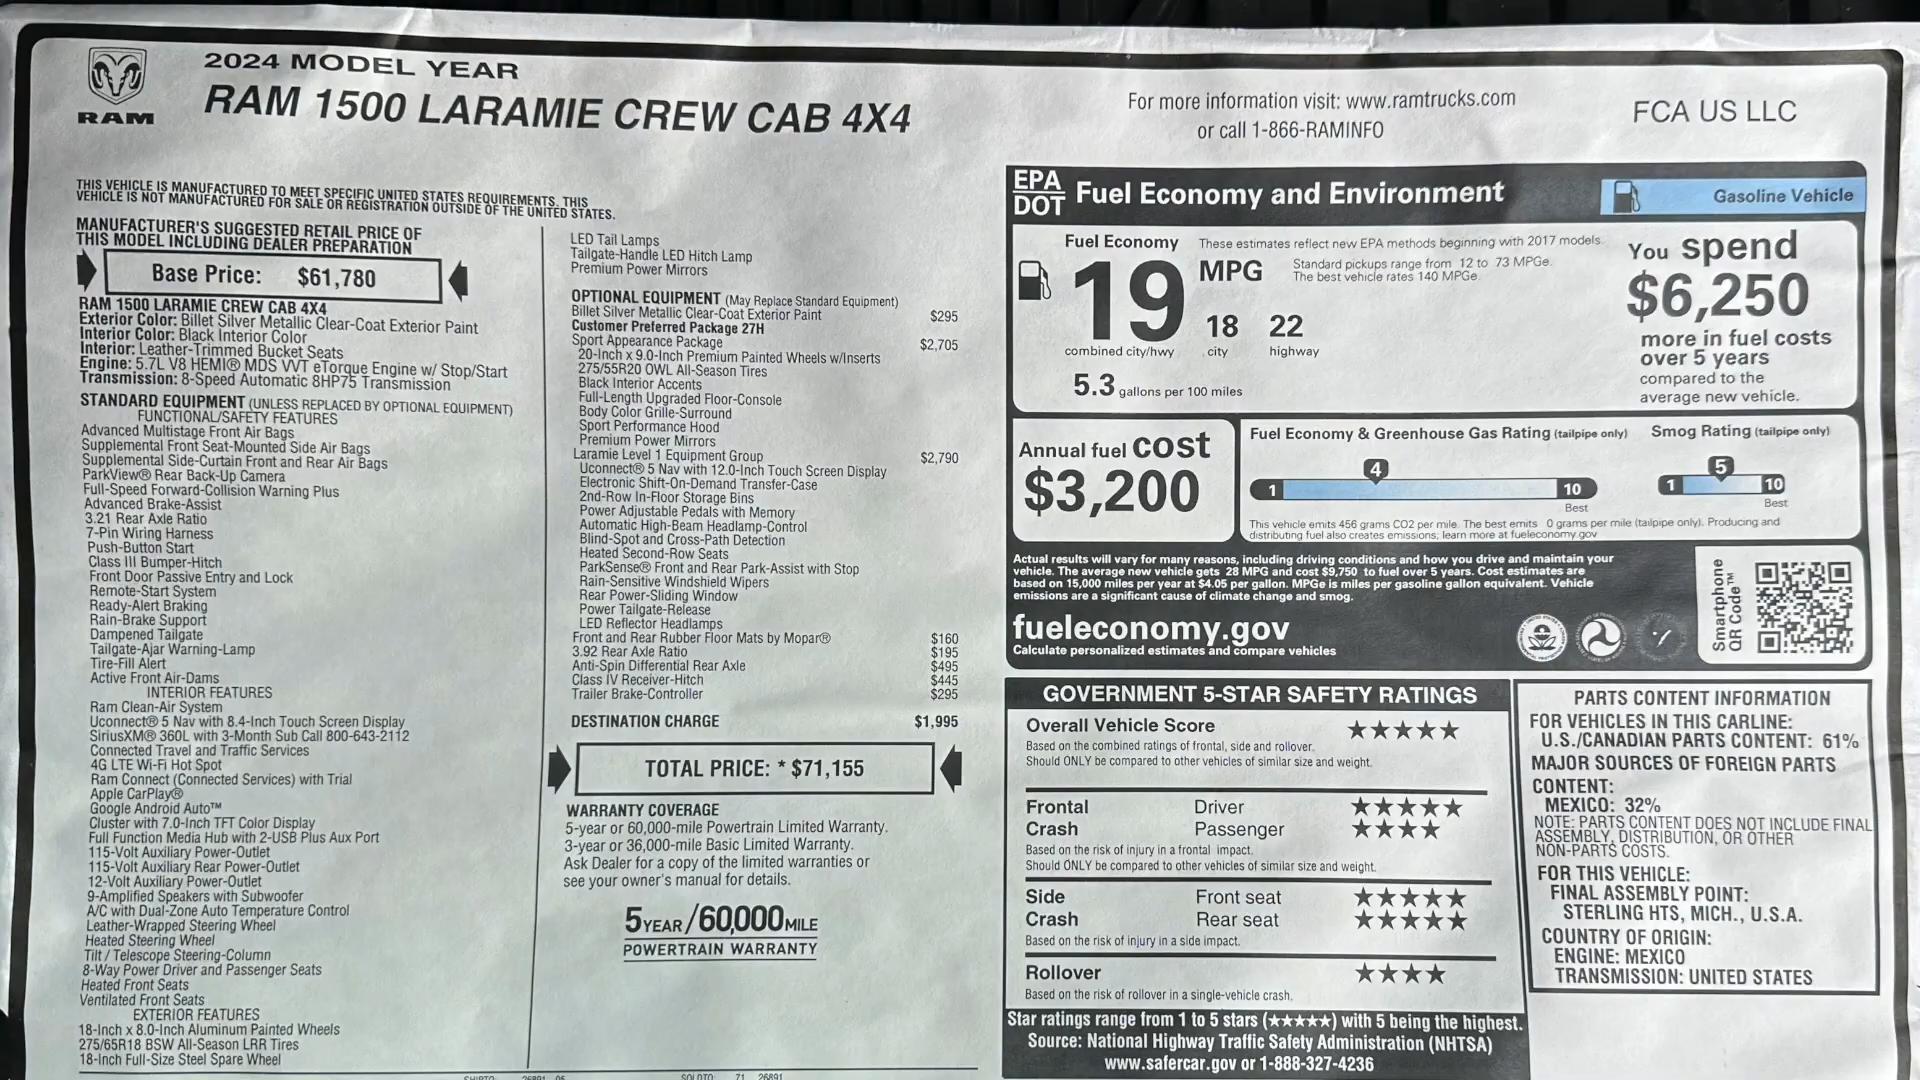 RAM
2024 MODEL YEAR
RAM 1500 LARAMIE CREW CAB 4X4
For more information visit: www.ramtrucks.com
or call 1-866-RAMINFO
FCA US LLC
THIS VEHICLE IS MANUFACTURED TO MEET SPECIFIC UNITED STATES REQUIREMENTS. THIS
VEHICLE IS NOT MANUFACTURED FOR SALE OR REGISTRATION OUTSIDE OF THE UNITED STATES.
MANUFACTURER'S SUGGESTED RETAIL PRICE OF
THIS MODEL INCLUDING DEALER PREPARATION
Base Price: $61,780
RAM 1500 LARAMIE CREW CAB 4X4
Exterior Color: Billet Silver Metallic Clear-Coat Exterior Paint
Interior Color: Black Interior Color
Interior: Leather-Trimmed Bucket Seats
Engine: 5.7L V8 HEMI® MDS VVT eTorque Engine w/ Stop/Start
Transmission: 8-Speed Automatic 8HP75 Transmission
STANDARD EQUIPMENT (UNLESS REPLACED BY OPTIONAL EQUIPMENT)
FUNCTIONAL/SAFETY FEATURES
Advanced Multistage Front Air Bags
Supplemental Front Seat-Mounted Side Air Bags
Supplemental Side-Curtain Front and Rear Air Bags
ParkView® Rear Back-Up Camera
Full-Speed Forward-Collision Warning Plus
Advanced Brake-Assist
3.21 Rear Axle Ratio
7-Pin Wiring Harness
Push-Button Start
Class III Bumper-Hitch
Front Door Passive Entry and Lock
Remote-Start System
Ready-Alert Braking
Rain-Brake Support
Dampened Tailgate
Tailgate-Ajar Warning-Lamp
Tire-Fill Alert
Active Front Air-Dams
INTERIOR FEATURES
Ram Clean-Air System
Uconnect® 5 Nav with 8.4-Inch Touch Screen Display
SiriusXM® 360L with 3-Month Sub Call 800-643-2112
Connected Travel and Traffic Services
4G LTE Wi-Fi Hot Spot
Ram Connect (Connected Services) with Trial
Apple CarPlay®
Google Android Auto™
Cluster with 7.0-Inch TFT Color Display
Full Function Media Hub with 2-USB Plus Aux Port
115-Volt Auxiliary Power-Outlet
115-Volt Auxiliary Rear Power-Outlet
12-Volt Auxiliary Power-Outlet
9-Amplified Speakers with Subwoofer
A/C with Dual-Zone Auto Temperature Control
Leather-Wrapped Steering Wheel
Heated Steering Wheel
Tilt / Telescope Steering-Column
8-Way Power Driver and Passenger Seats
Heated Front Seats
Ventilated Front Seats
EXTERIOR FEATURES
18-Inch x 8.0-Inch Aluminum Painted Wheels
275/65R18 BSW All-Season LRR Tires
18-Inch Full-Size Steel Spare Wheel
LED Tail Lamps
Tailgate-Handle LED Hitch Lamp
Premium Power Mirrors
OPTIONAL EQUIPMENT (May Replace Standard Equipment)
Billet Silver Metallic Clear-Coat Exterior Paint $295
Customer Preferred Package 27H
Sport Appearance Package $2,705
20-Inch x 9.0-Inch Premium Painted Wheels w/Inserts
275/55R20 OWL All-Season Tires
Black Interior Accents
Full-Length Upgraded Floor-Console
Body Color Grille-Surround
Sport Performance Hood
Premium Power Mirrors
Laramie Level 1 Equipment Group $2,790
Uconnect® 5 Nav with 12.0-Inch Touch Screen Display
Electronic Shift-On-Demand Transfer-Case
2nd-Row In-Floor Storage Bins
Power Adjustable Pedals with Memory
Automatic High-Beam Headlamp-Control
Blind-Spot and Cross-Path Detection
Heated Second-Row Seats
ParkSense® Front and Rear Park-Assist with Stop
Rain-Sensitive Windshield Wipers
Rear Power-Sliding Window
Power Tailgate-Release
LED Reflector Headlamps
Front and Rear Rubber Floor Mats by Mopar® $160
3.92 Rear Axle Ratio $195
Anti-Spin Differential Rear Axle $495
Class IV Receiver-Hitch $445
Trailer Brake-Controller $295
DESTINATION CHARGE $1,995
TOTAL PRICE: * $71,155
WARRANTY COVERAGE
5-year or 60,000-mile Powertrain Limited Warranty.
3-year or 36,000-mile Basic Limited Warranty.
Ask Dealer for a copy of the limited warranties or
see your owner's manual for details.
5YEAR/60,000MILE
POWERTRAIN WARRANTY
EPA
DOT
Fuel Economy and Environment
Gasoline Vehicle
Fuel Economy
These estimates reflect new EPA methods beginning with 2017 models.
19 MPG
Standard pickups range from 12 to 73 MPGe.
The best vehicle rates 140 MPGe.
18 22
combined city/hwy city highway
5.3 gallons per 100 miles
You spend
$6,250
more in fuel costs
over 5 years
compared to the
average new vehicle.
Annual fuel cost
$3,200
Fuel Economy & Greenhouse Gas Rating (tailpipe only)
4
1 10
Best
Smog Rating (tailpipe only)
5
1 10
Best
This vehicle emits 456 grams CO2 per mile. The best emits 0 grams per mile (tailpipe only). Producing and
distributing fuel also creates emissions; learn more at fueleconomy.gov
Actual results will vary for many reasons, including driving conditions and how you drive and maintain your
vehicle. The average new vehicle gets 28 MPG and cost $9,750 to fuel over 5 years. Cost estimates are
based on 15,000 miles per year at $4.05 per gallon. MPGe is miles per gasoline gallon equivalent. Vehicle
emissions are a significant cause of climate change and smog.
fueleconomy.gov
Calculate personalized estimates and compare vehicles
Smartphone
QR Code™
GOVERNMENT 5-STAR SAFETY RATINGS
Overall Vehicle Score ★★★★★
Based on the combined ratings of frontal, side and rollover.
Should ONLY be compared to other vehicles of similar size and weight.
Frontal Driver ★★★★★
Crash Passenger ★★★★
Based on the risk of injury in a frontal impact.
Should ONLY be compared to other vehicles of similar size and weight.
Side Front seat ★★★★★
Crash Rear seat ★★★★★
Based on the risk of injury in a side impact.
Rollover ★★★★
Based on the risk of rollover in a single-vehicle crash.
Star ratings range from 1 to 5 stars (★★★★★) with 5 being the highest.
Source: National Highway Traffic Safety Administration (NHTSA)
www.safercar.gov or 1-888-327-4236
PARTS CONTENT INFORMATION
FOR VEHICLES IN THIS CARLINE:
U.S./CANADIAN PARTS CONTENT: 61%
MAJOR SOURCES OF FOREIGN PARTS
CONTENT:
MEXICO: 32%
NOTE: PARTS CONTENT DOES NOT INCLUDE FINAL
ASSEMBLY, DISTRIBUTION, OR OTHER
NON-PARTS COSTS.
FOR THIS VEHICLE:
FINAL ASSEMBLY POINT:
STERLING HTS, MICH., U.S.A.
COUNTRY OF ORIGIN:
ENGINE: MEXICO
TRANSMISSION: UNITED STATES